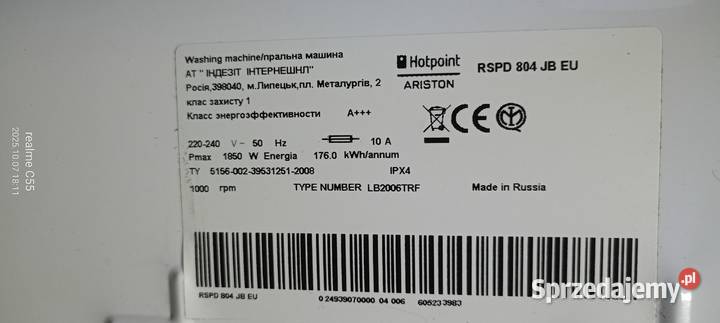 Washing machine/пральна машина
АТ " ІНДЕЗІТ ІНТЕРНЕШНЛ"
Росія,398040, м.Липецьк,пл. Металургів, 2
клас захисту 1
Класс энергоэффективности A+++
Hotpoint
ARISTON
RSPD 804 JB EU
CE
220-240 V~ 50 Hz 10 A
Pmax 1850 W Energia 176.0 kWh/annum
TY 5156-002-39531251-2008 IPX4
1000 rpm TYPE NUMBER LB2006TRF Made in Russia
RSPD 804 JB EU 0 24939070000 04 006 605233983
realme C55
2025.10.07 18:11
Sprzedajemy.pl